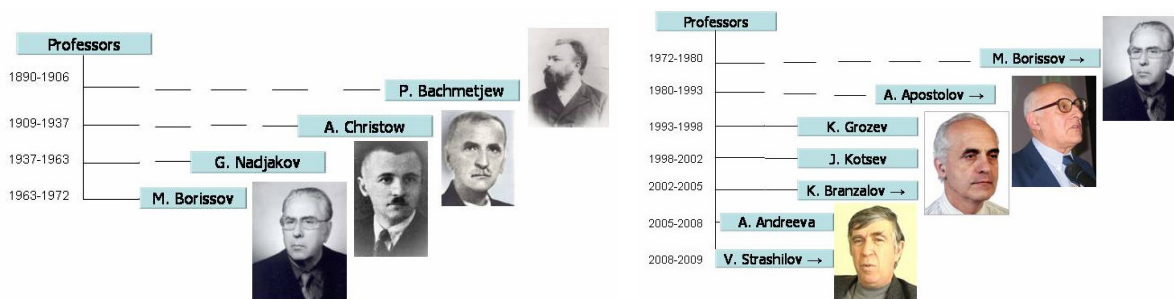 Professors
1890-1906
P. Bachmetjew
1909-1937
A. Christow
1937-1963
G. Nadjakov
1963-1972
M. Borissov
Professors
1972-1980
M. Borissov →
1980-1993
A. Apostolov →
1993-1998
K. Grozev
1998-2002
J. Kotsev
2002-2005
K. Branzalov →
2005-2008
A. Andreeva
2008-2009
V. Strashilov →